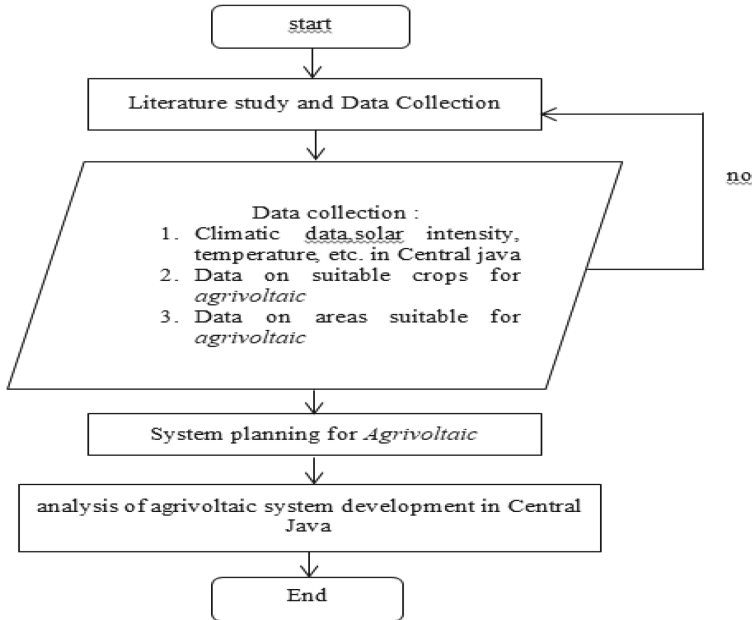 start
Literature study and Data Collection
no
Data collection :
1. Climatic data,solar intensity,
temperature, etc. in Central java
2. Data on suitable crops for
agrivoltaic
3. Data on areas suitable for
agrivoltaic
System planning for Agrivoltaic
analysis of agrivoltaic system development in Central
Java
End